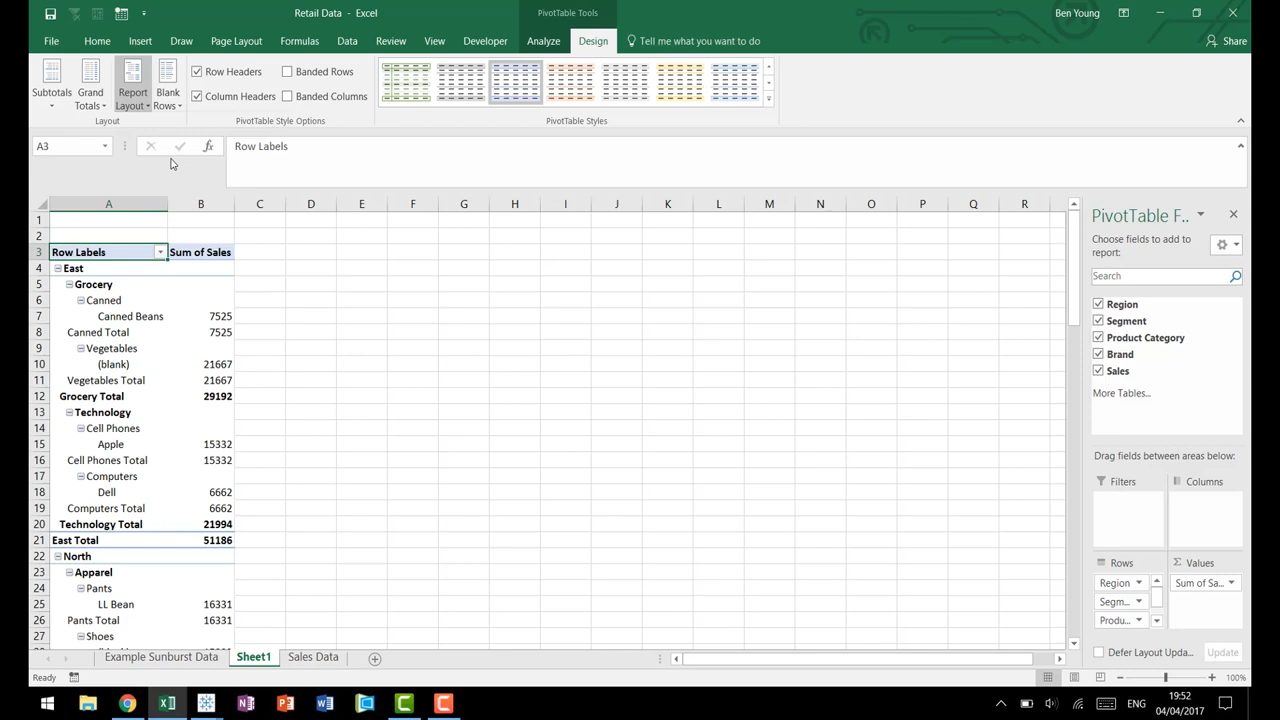 Retail Data - Excel
PivotTable Tools
Ben Young
File
Home
Insert
Draw
Page Layout
Formulas
Data
Review
View
Developer
Analyze
Design
Tell me what you want to do
Share
Subtotals
Grand Totals
Report Layout
Blank Rows
Row Headers
Banded Rows
Column Headers
Banded Columns
Layout
PivotTable Style Options
PivotTable Styles
A3
fx
Row Labels
A B C D E F G H I J K L M N O P Q R
1
2
3 Row Labels Sum of Sales
4 East
5 Grocery
6 Canned
7 Canned Beans 7525
8 Canned Total 7525
9 Vegetables
10 (blank) 21667
11 Vegetables Total 21667
12 Grocery Total 29192
13 Technology
14 Cell Phones
15 Apple 15332
16 Cell Phones Total 15332
17 Computers
18 Dell 6662
19 Computers Total 6662
20 Technology Total 21994
21 East Total 51186
22 North
23 Apparel
24 Pants
25 LL Bean 16331
26 Pants Total 16331
27 Shoes
PivotTable F...
Choose fields to add to report:
Search
Region
Segment
Product Category
Brand
Sales
More Tables...
Drag fields between areas below:
Filters
Columns
Rows
Σ Values
Region
Segm...
Produ...
Sum of Sa...
Defer Layout Upda...
Update
Example Sunburst Data
Sheet1
Sales Data
Ready
100%
ENG
19:52
04/04/2017